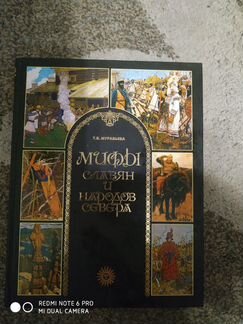 Т.В. МУРАВЬЕВА
МИФЫ
СЛАВЯН
И
НАРОДОВ
СЕВЕРА
REDMI NOTE 6 PRO
MI DUAL CAMERA